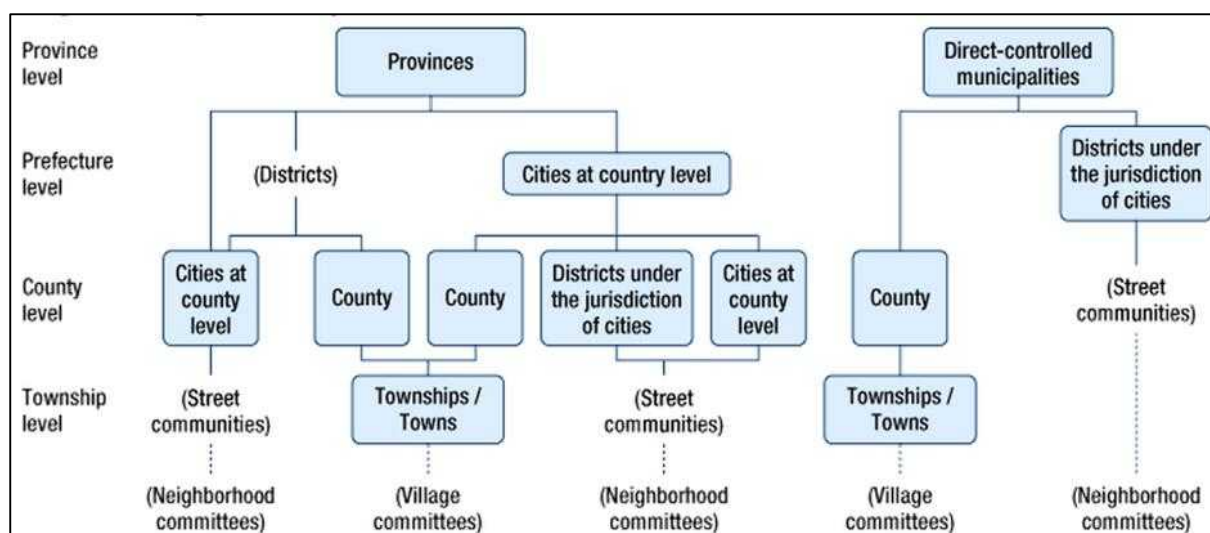 Province
level
Provinces
Direct-controlled
municipalities
Prefecture
level
(Districts)
Cities at country level
Districts under
the jurisdiction
of cities
County
level
Cities at
county
level
County
County
Districts under
the jurisdiction
of cities
Cities at
county
level
County
(Street
communities)
Township
level
(Street
communities)
Townships /
Towns
(Street
communities)
Townships /
Towns
(Neighborhood
committees)
(Village
committees)
(Neighborhood
committees)
(Village
committees)
(Neighborhood
committees)